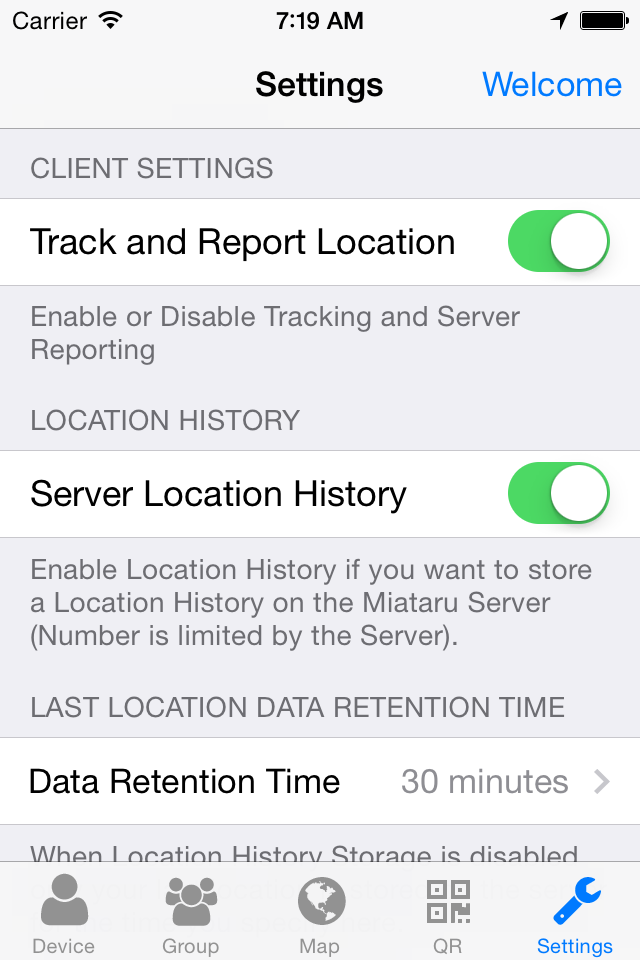 Carrier 7:19 AM
Settings Welcome
CLIENT SETTINGS
Track and Report Location
Enable or Disable Tracking and Server
Reporting
LOCATION HISTORY
Server Location History
Enable Location History if you want to store
a Location History on the Miataru Server
(Number is limited by the Server).
LAST LOCATION DATA RETENTION TIME
Data Retention Time 30 minutes
When Location History Storage is disabled
Device Group Map QR Settings